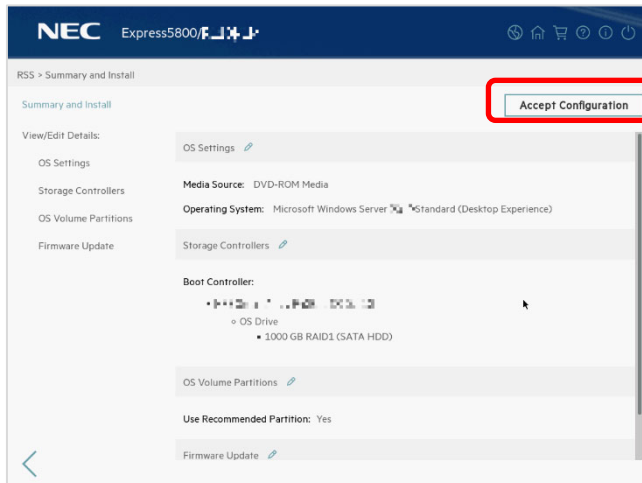 NEC Express5800/
RSS > Summary and Install
Summary and Install
Accept Configuration
View/Edit Details:
OS Settings
Storage Controllers
OS Volume Partitions
Firmware Update
OS Settings
Media Source: DVD-ROM Media
Operating System: Microsoft Windows Server Standard (Desktop Experience)
Storage Controllers
Boot Controller:
OS Drive
1000 GB RAID1 (SATA HDD)
OS Volume Partitions
Use Recommended Partition: Yes
Firmware Update